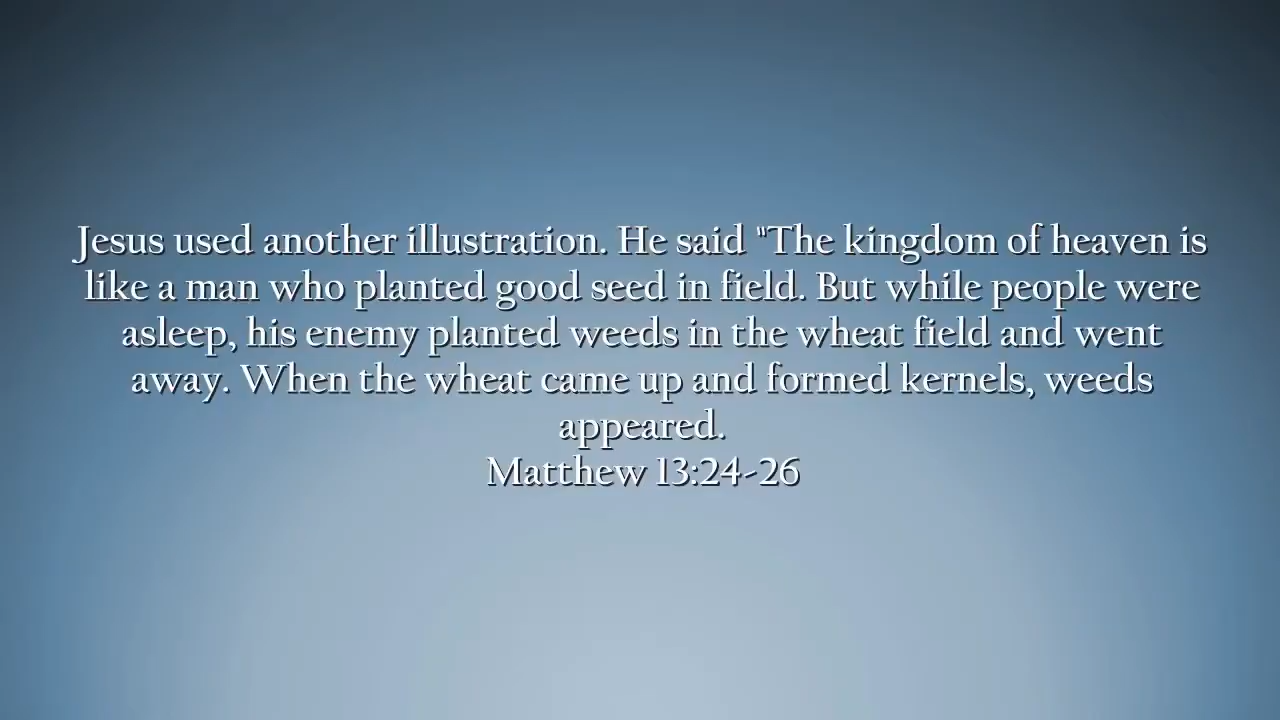 Jesus used another illustration. He said "The kingdom of heaven is
like a man who planted good seed in field. But while people were
asleep, his enemy planted weeds in the wheat field and went
away. When the wheat came up and formed kernels, weeds
appeared.
Matthew 13:24-26